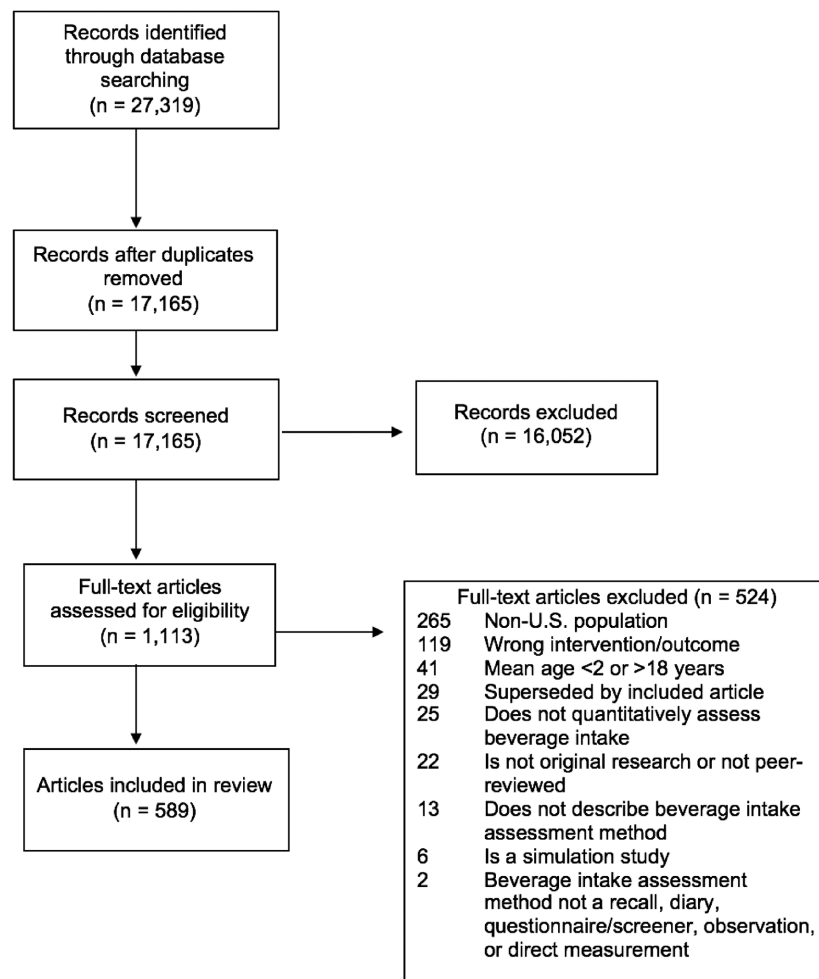 Records identified
through database
searching
(n = 27,319)
Records after duplicates
removed
(n = 17,165)
Records screened
(n = 17,165)
Records excluded
(n = 16,052)
Full-text articles
assessed for eligibility
(n = 1,113)
Full-text articles excluded (n = 524)
265 Non-U.S. population
119 Wrong intervention/outcome
41 Mean age <2 or >18 years
29 Superseded by included article
25 Does not quantitatively assess
beverage intake
22 Is not original research or not peer-
reviewed
13 Does not describe beverage intake
assessment method
6 Is a simulation study
2 Beverage intake assessment
method not a recall, diary,
questionnaire/screener, observation,
or direct measurement
Articles included in review
(n = 589)